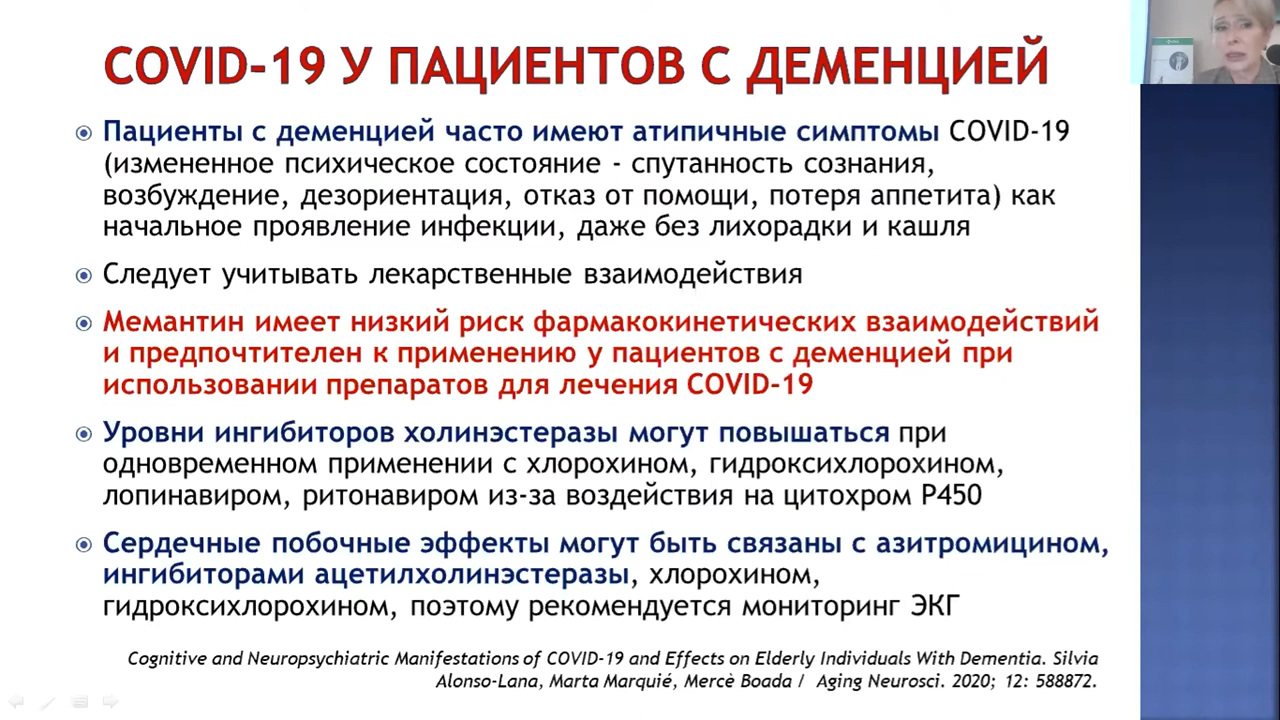 COVID-19 У ПАЦИЕНТОВ С ДЕМЕНЦИЕЙ
Пациенты с деменцией часто имеют атипичные симптомы COVID-19
(измененное психическое состояние - спутанность сознания,
возбуждение, дезориентация, отказ от помощи, потеря аппетита) как
начальное проявление инфекции, даже без лихорадки и кашля
Следует учитывать лекарственные взаимодействия
Мемантин имеет низкий риск фармакокинетических взаимодействий
и предпочтителен к применению у пациентов с деменцией при
использовании препаратов для лечения COVID-19
Уровни ингибиторов холинэстеразы могут повышаться при
одновременном применении с хлорохином, гидроксихлорохином,
лопинавиром, ритонавиром из-за воздействия на цитохром P450
Сердечные побочные эффекты могут быть связаны с азитромицином,
ингибиторами ацетилхолинэстеразы, хлорохином,
гидроксихлорохином, поэтому рекомендуется мониторинг ЭКГ
Cognitive and Neuropsychiatric Manifestations of COVID-19 and Effects on Elderly Individuals With Dementia. Silvia
Alonso-Lana, Marta Marquié, Mercè Boada / Aging Neurosci. 2020; 12: 588872.